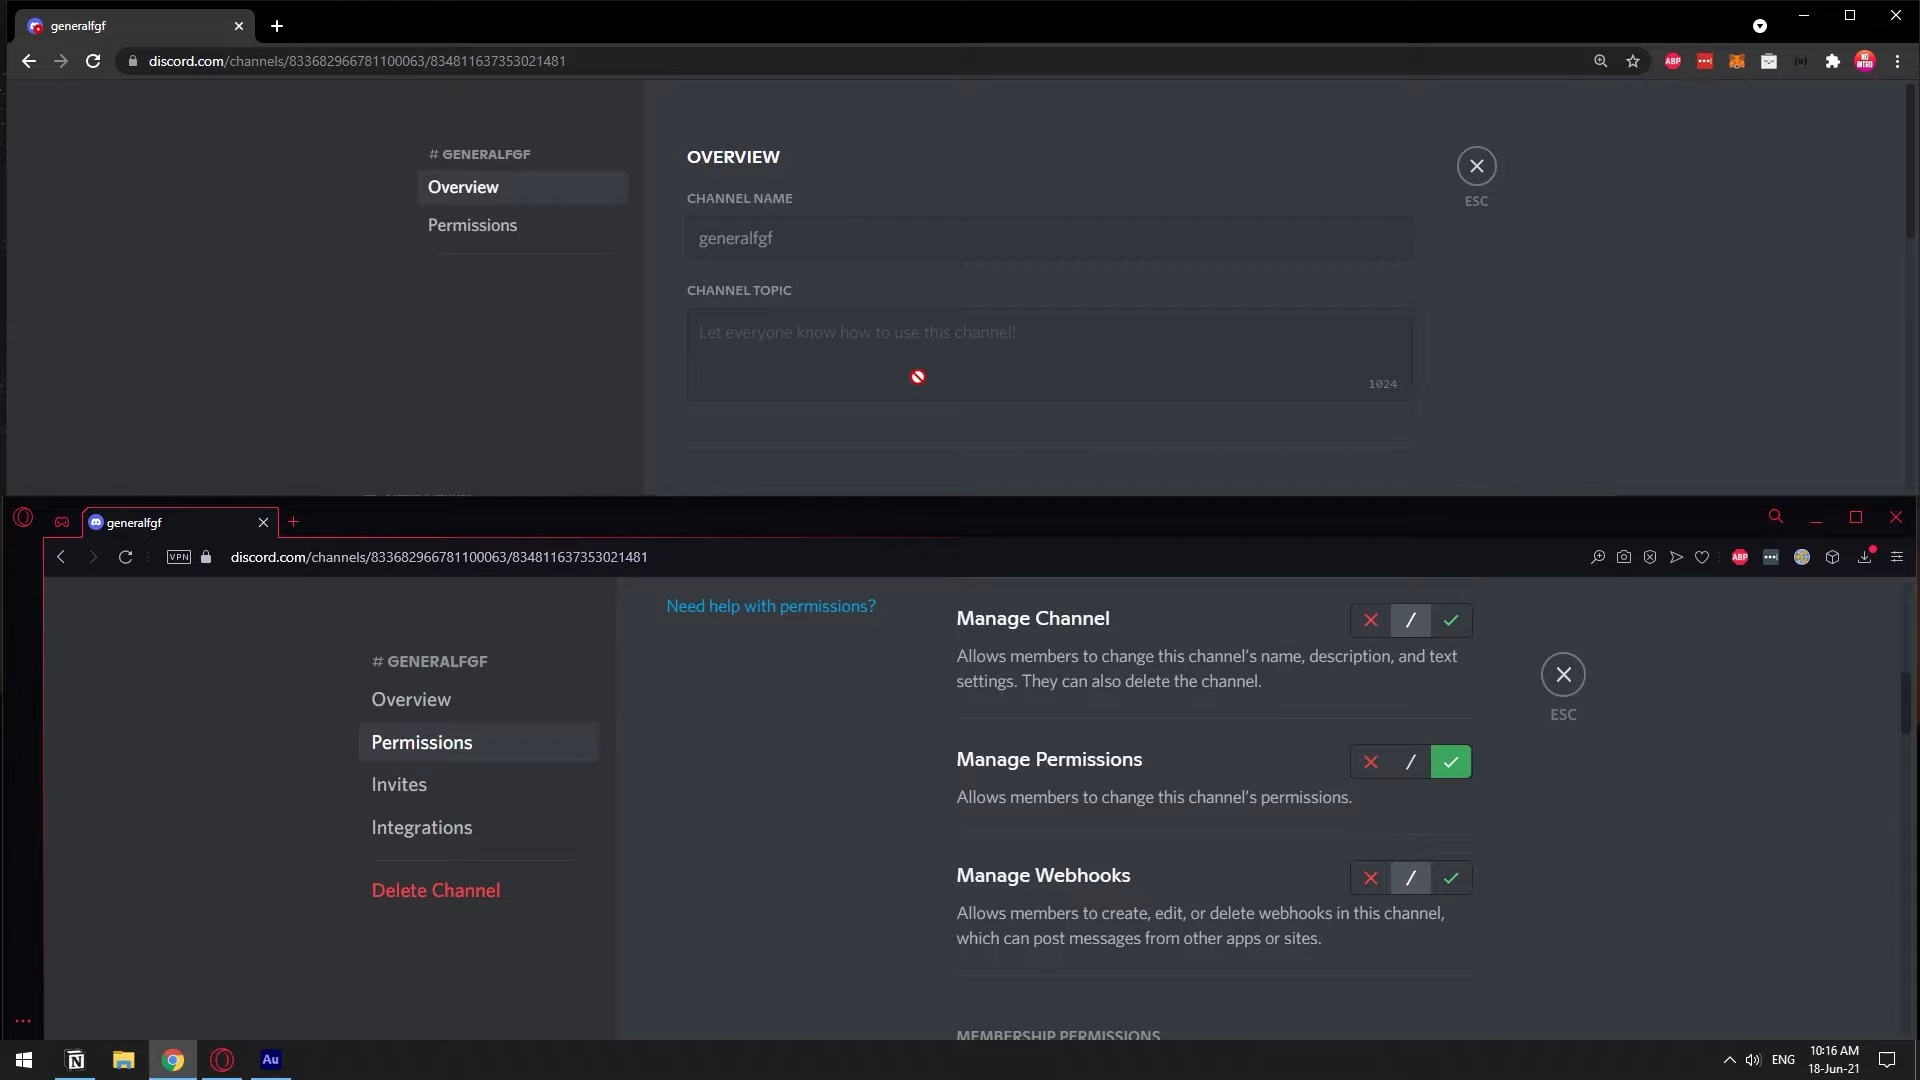 generalfgf
discord.com/channels/833682966781100063/834811637353021481
ABP
NO INTRO
# GENERALFGF
Overview
Permissions
OVERVIEW
CHANNEL NAME
generalfgf
CHANNEL TOPIC
Let everyone know how to use this channel!
1024
ESC
generalfgf
VPN
discord.com/channels/833682966781100063/834811637353021481
ABP
# GENERALFGF
Overview
Permissions
Invites
Integrations
Delete Channel
Need help with permissions?
Manage Channel
Allows members to change this channel's name, description, and text
settings. They can also delete the channel.
Manage Permissions
Allows members to change this channel's permissions.
Manage Webhooks
Allows members to create, edit, or delete webhooks in this channel,
which can post messages from other apps or sites.
MEMBERSHIP PERMISSIONS
ESC
Au
ENG
10:16 AM
18-Jun-21